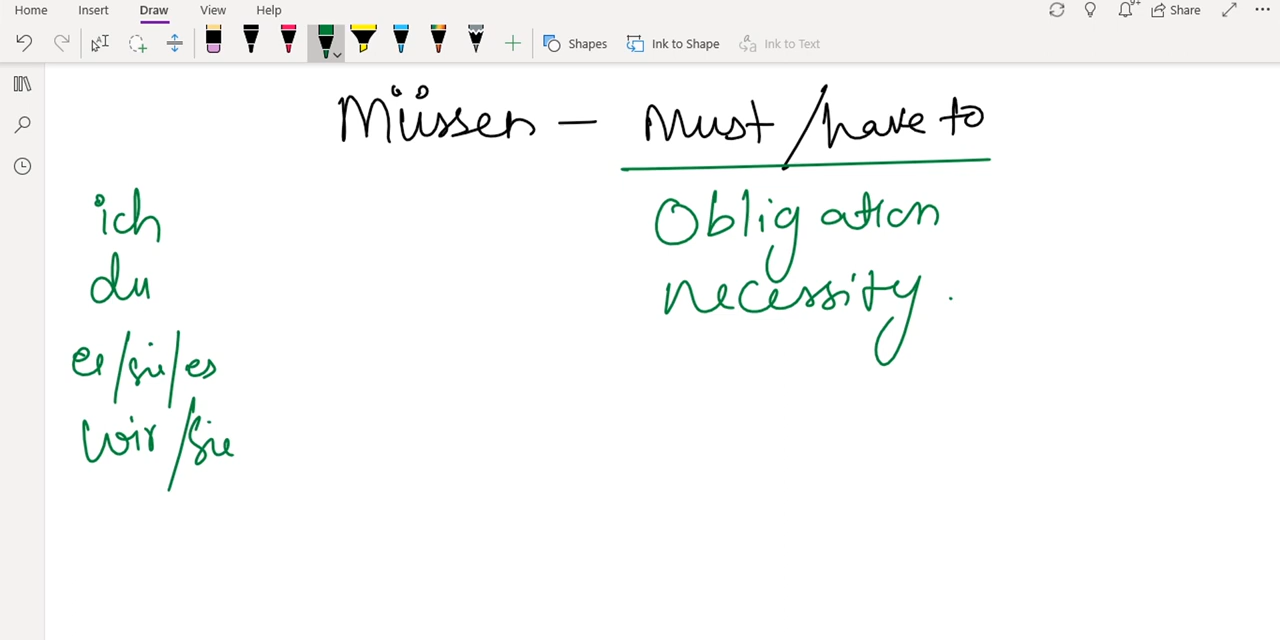 Home Insert Draw View Help Share
Shapes Ink to Shape Ink to Text
Müssen – Must / have to
ich
Obligation
du
necessity.
er/sie/es
wir/sie